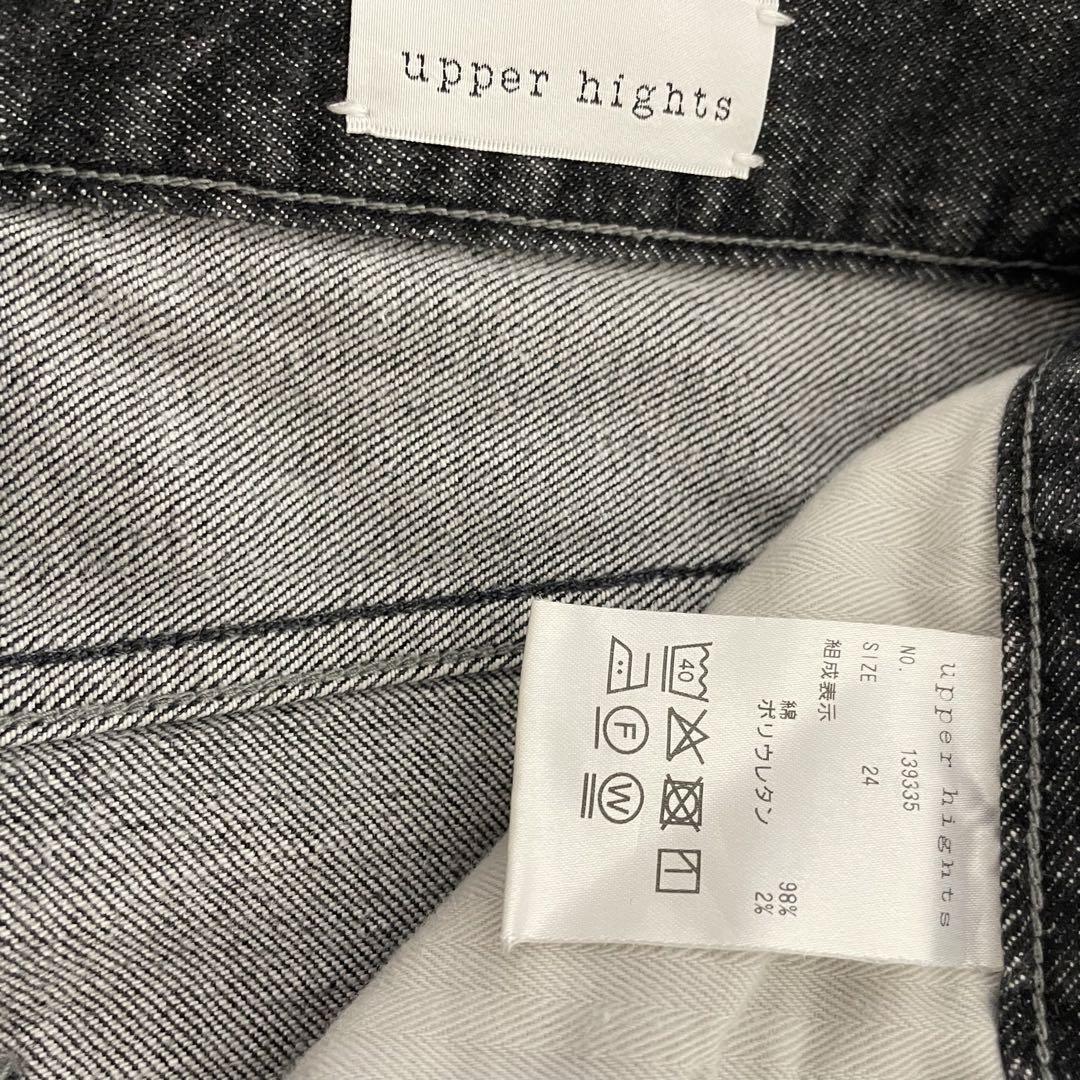 upper hights
upper hights
NO. 139335
SIZE 24
組成表示
綿 98%
ポリウレタン 2%
40
F
W